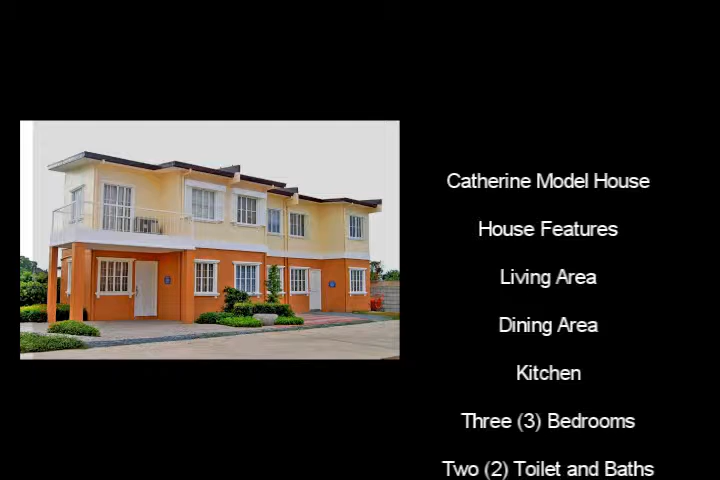 Catherine Model House
House Features
Living Area
Dining Area
Kitchen
Three (3) Bedrooms
Two (2) Toilet and Baths